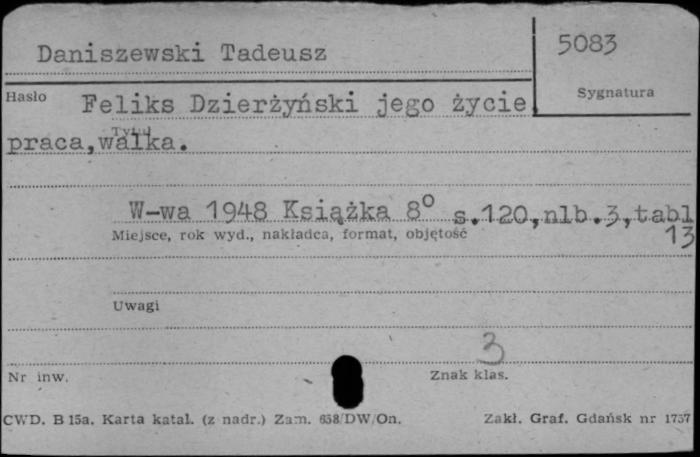 Daniszewski Tadeusz
5083
Hasło
Feliks Dzierżyński jego życie
Sygnatura
Tytuł
praca,walka.
W-wa 1948 Książka 8° s.120,nlb.3,tabl
13
Miejsce, rok wyd., nakładca, format, objętość
Uwagi
3
Nr inw.
Znak klas.
CWD. B 15a. Karta katal. (z nadr.) Zam. 658/DW/On.
Zakł. Graf. Gdańsk nr 1737